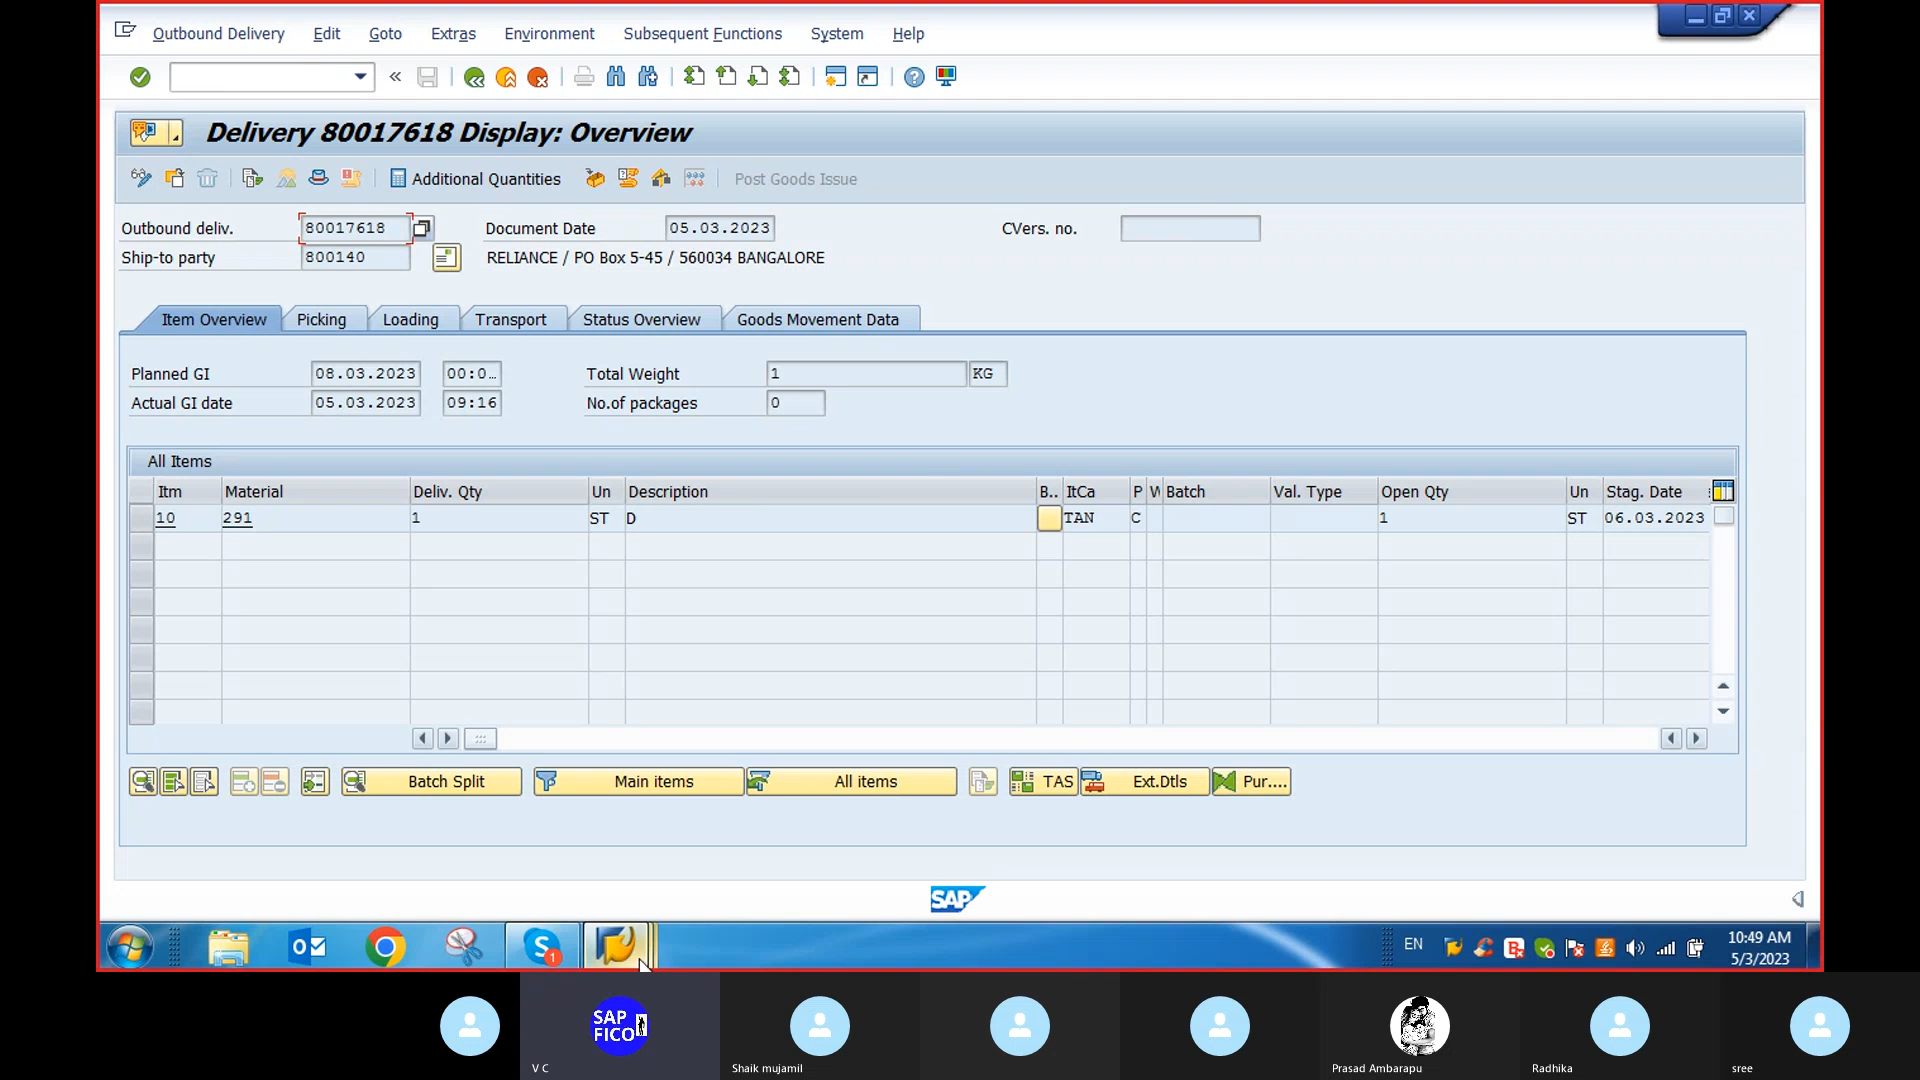 Outbound Delivery Edit Goto Extras Environment Subsequent Functions System Help
Delivery 80017618 Display: Overview
Additional Quantities Post Goods Issue
Outbound deliv. 80017618 Document Date 05.03.2023 CVers. no.
Ship-to party 800140 RELIANCE / PO Box 5-45 / 560034 BANGALORE
Item Overview Picking Loading Transport Status Overview Goods Movement Data
Planned GI 08.03.2023 00:0… Total Weight 1 KG
Actual GI date 05.03.2023 09:16 No.of packages 0
All Items
Itm Material Deliv. Qty Un Description B.. ItCa P W Batch Val. Type Open Qty Un Stag. Date
10 291 1 ST D TAN C 1 ST 06.03.2023
Batch Split Main items All items TAS Ext.Dtls Pur....
SAP
EN
10:49 AM
5/3/2023
1
SAP
FICO
V C Shaik mujamil Prasad Ambarapu Radhika sree